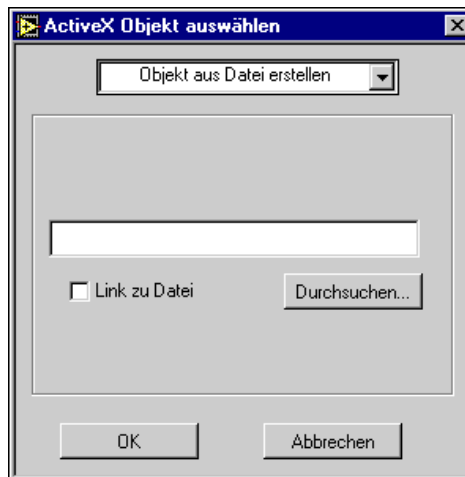 ActiveX Objekt auswählen
Objekt aus Datei erstellen
Link zu Datei
Durchsuchen...
OK
Abbrechen